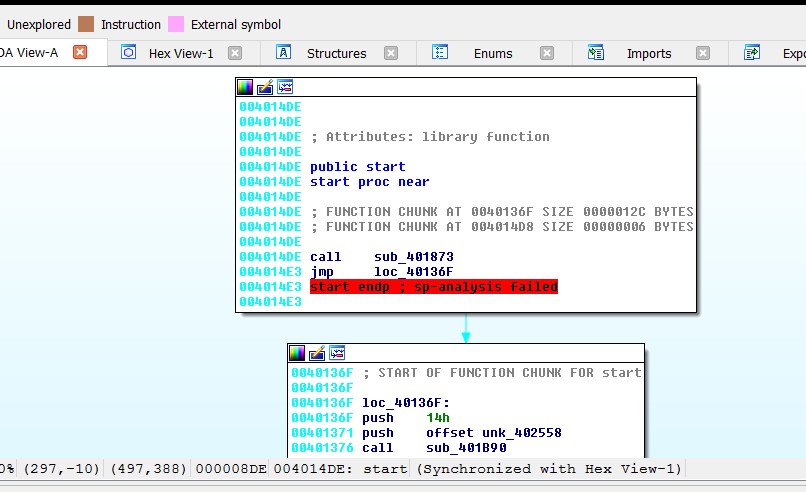 Unexplored Instruction External symbol
DA View-A Hex View-1 Structures Enums Imports Expo
004014DE
004014DE
004014DE ; Attributes: library function
004014DE
004014DE public start
004014DE start proc near
004014DE
004014DE ; FUNCTION CHUNK AT 0040136F SIZE 0000012C BYTES
004014DE ; FUNCTION CHUNK AT 004014D8 SIZE 00000006 BYTES
004014DE
004014DE call sub_401873
004014E3 jmp loc_40136F
004014E3 start endp ; sp-analysis failed
004014E3
0040136F ; START OF FUNCTION CHUNK FOR start
0040136F
0040136F loc_40136F:
0040136F push 14h
00401371 push offset unk_402558
00401376 call sub_401B90
0% (297,-10) (497,388) 000008DE 004014DE: start (Synchronized with Hex View-1)